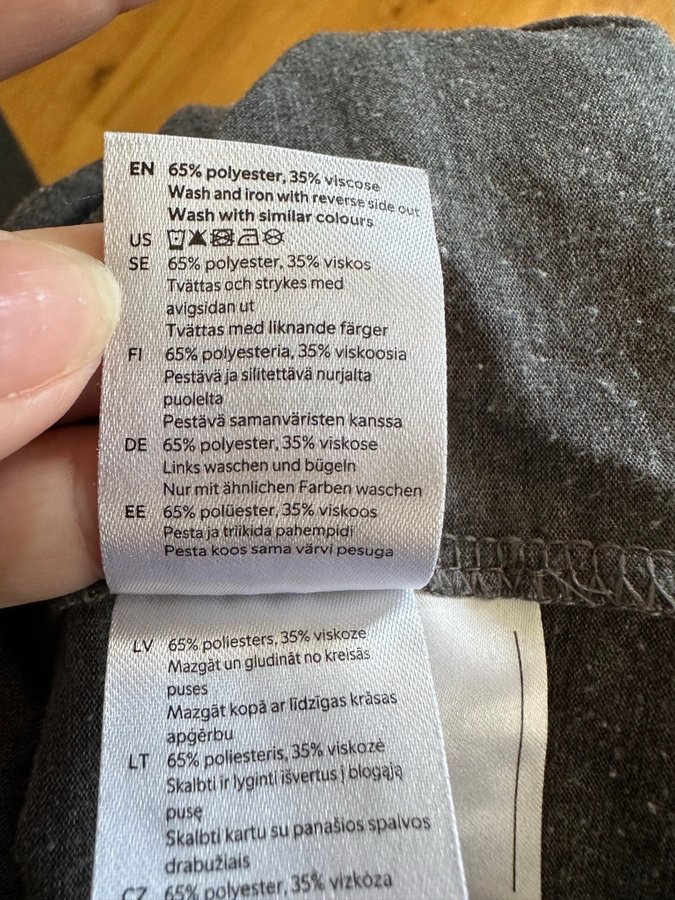 EN 65% polyester, 35% viscose
Wash and iron with reverse side out
Wash with similar colours
US
SE 65% polyester, 35% viskos
Tvättas och strykes med
avigsidan ut
Tvättas med liknande färger
FI 65% polyesteria, 35% viskoosia
Pestävä ja silitettävä nurjalta
puolelta
Pestävä samanväristen kanssa
DE 65% polyester, 35% viskose
Links waschen und bügeln
Nur mit ähnlichen Farben waschen
EE 65% polüester, 35% viskoos
Pesta ja triikida pahempidi
Pesta koos sama värvi pesuga
LV 65% poliesters, 35% viskoze
Mazgāt un gludināt no kreisās
puses
Mazgāt kopā ar līdzīgas krāsas
apģērbu
LT 65% poliesteris, 35% viskozė
Skalbti ir lyginti išvertus į blogąją
pusę
Skalbti kartu su panašios spalvos
drabužiais
CZ 65% polyester, 35% vizkóza